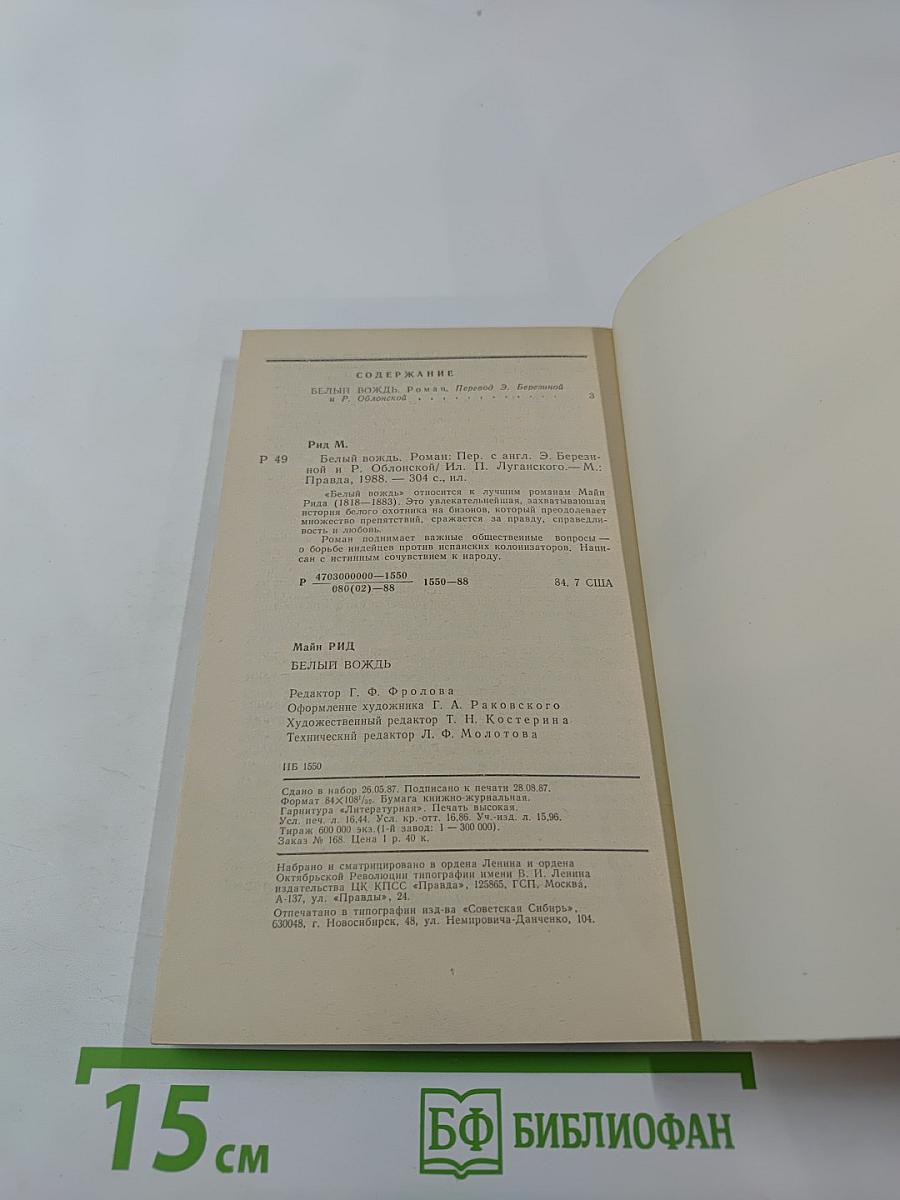 СОДЕРЖАНИЕ
БЕЛЫЙ ВОЖДЬ. Роман. Перевод Э. Березиной
и Р. Облонской . . . . . . . . . . . . 3
Рид М.
Р 49 Белый вождь. Роман: Пер. с англ. Э. Берези-
ной и Р. Облонской/ Ил. П. Луганского.— М.:
Правда, 1988. — 304 с., ил.
«Белый вождь» относится к лучшим романам Майн
Рида (1818—1883). Это увлекательнейшая, захватывающая
история белого охотника на бизонов, который преодолевает
множество препятствий, сражается за правду, справедли-
вость и любовь.
Роман поднимает важные общественные вопросы —
о борьбе индейцев против испанских колонизаторов. Напи-
сан с истинным сочувствием к народу.
Р 4703000000—1550 1550—88 84. 7 США
080(02)—88
Майн РИД
БЕЛЫЙ ВОЖДЬ
Редактор Г. Ф. Фролова
Оформление художника Г. А. Раковского
Художественный редактор Т. Н. Костерина
Технический редактор Л. Ф. Молотова
ИБ 1550
Сдано в набор 26.05.87. Подписано к печати 28.08.87.
Формат 84×108¹/₃₂. Бумага книжно-журнальная.
Гарнитура «Литературная». Печать высокая.
Усл. печ. л. 16,44. Усл. кр.-отт. 16,86. Уч.-изд. л. 15,96.
Тираж 600 000 экз. (1-й завод: 1 — 300 000).
Заказ № 168. Цена 1 р. 40 к.
Набрано и сматрицировано в ордена Ленина и ордена
Октябрьской Революции типографии имени В. И. Ленина
издательства ЦК КПСС «Правда», 125865, ГСП, Москва,
А-137, ул. «Правды», 24.
Отпечатано в типографии изд-ва «Советская Сибирь»,
630048, г. Новосибирск, 48, ул. Немировича-Данченко, 104.
15 см
БФ БИБЛИОФАН